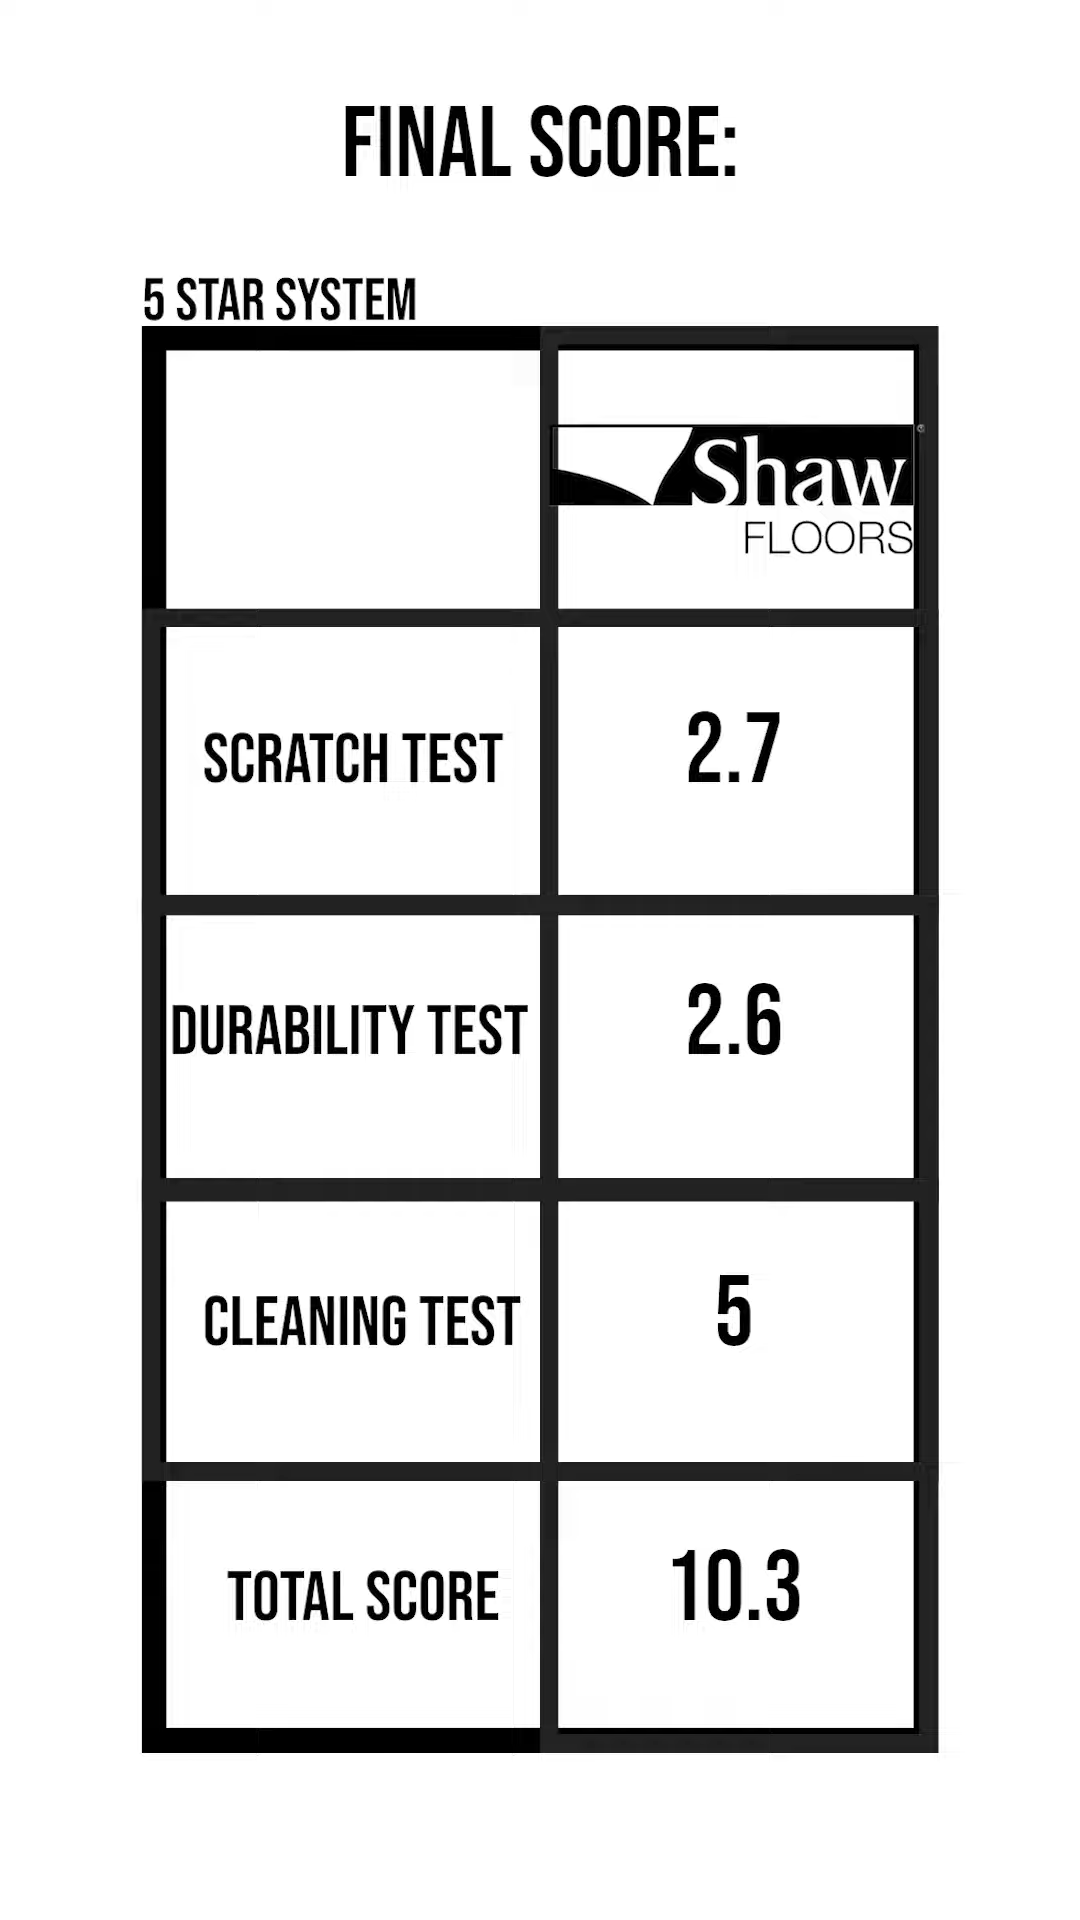 FINAL SCORE:
5 STAR SYSTEM
Shaw
FLOORS
SCRATCH TEST
2.7
DURABILITY TEST
2.6
CLEANING TEST
5
TOTAL SCORE
10.3